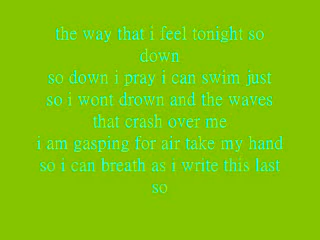 the way that i feel tonight so
down
so down i pray i can swim just
so i wont drown and the waves
that crash over me
i am gasping for air take my hand
so i can breath as i write this last
so